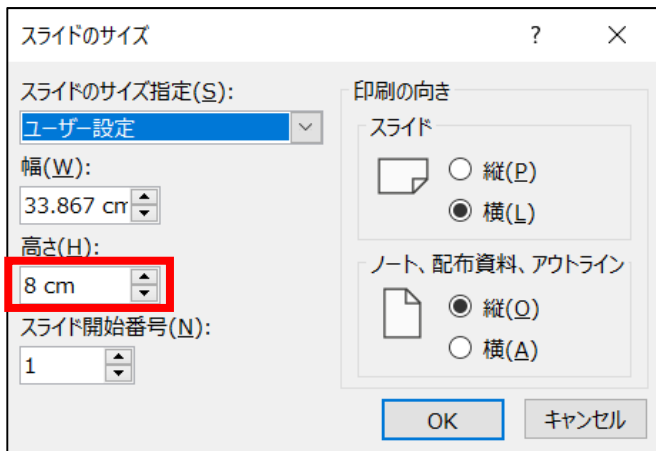 スライドのサイズ
?
スライドのサイズ指定(S):
ユーザー設定
幅(W):
33.867 cm
高さ(H):
8 cm
スライド開始番号(N):
1
印刷の向き
スライド
縦(P)
横(L)
ノート、配布資料、アウトライン
縦(O)
横(A)
OK
キャンセル